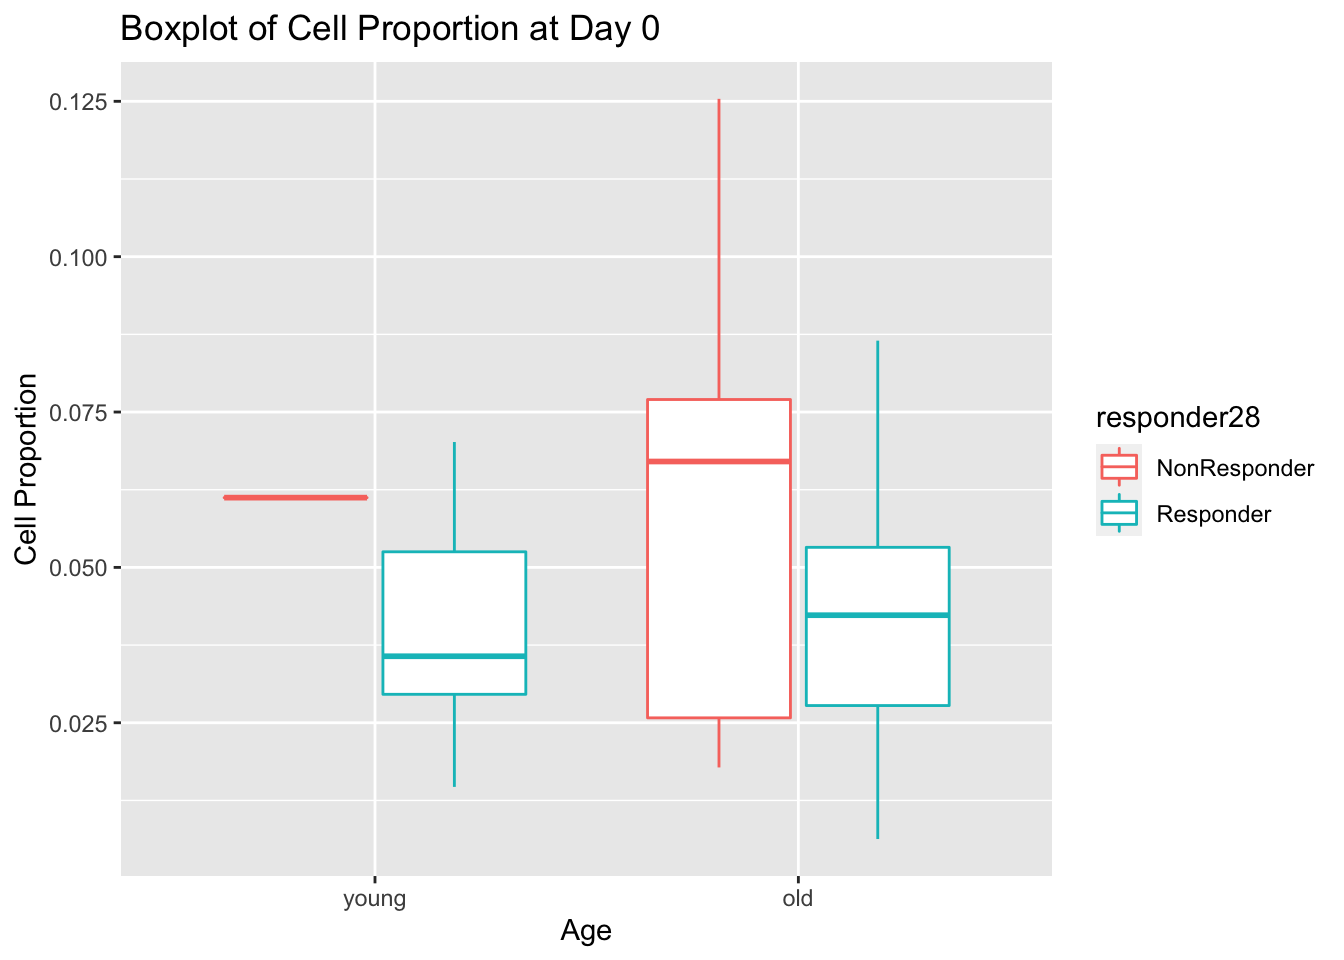 Boxplot of Cell Proportion at Day 0
0.125
0.100
0.075
0.050
0.025
Cell Proportion
young
old
Age
responder28
NonResponder
Responder